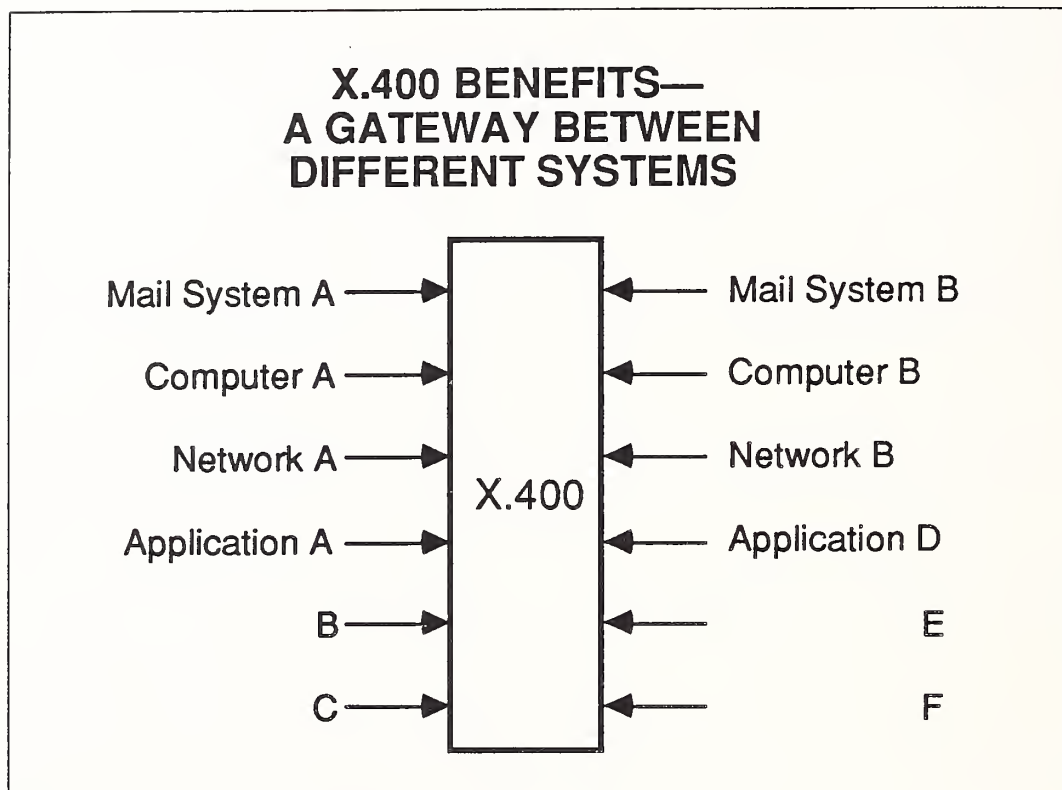 X.400 BENEFITS—
A GATEWAY BETWEEN
DIFFERENT SYSTEMS
Mail System A
Mail System B
Computer A
Computer B
Network A
Network B
X.400
Application A
Application D
B
E
C
F